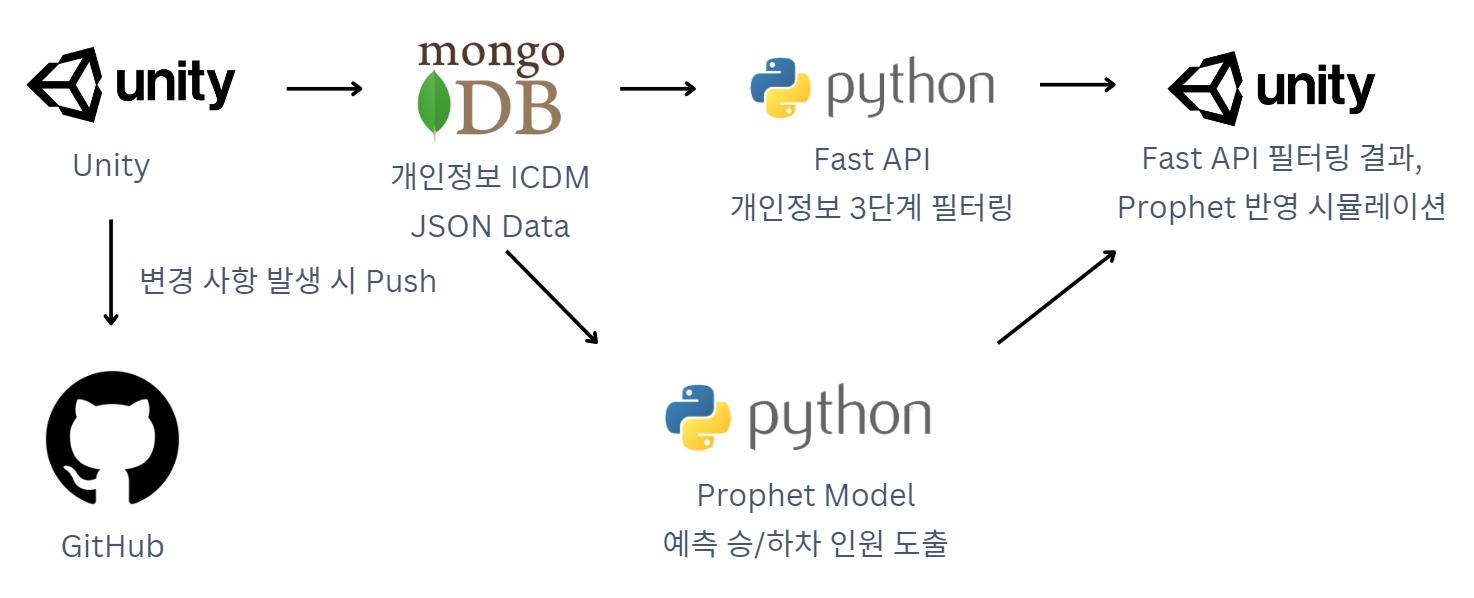 unity
Unity
변경 사항 발생 시 Push
GitHub
mongo
DB
개인정보 ICDM
JSON Data
python
Fast API
개인정보 3단계 필터링
python
Prophet Model
예측 승/하차 인원 도출
unity
Fast API 필터링 결과,
Prophet 반영 시뮬레이션